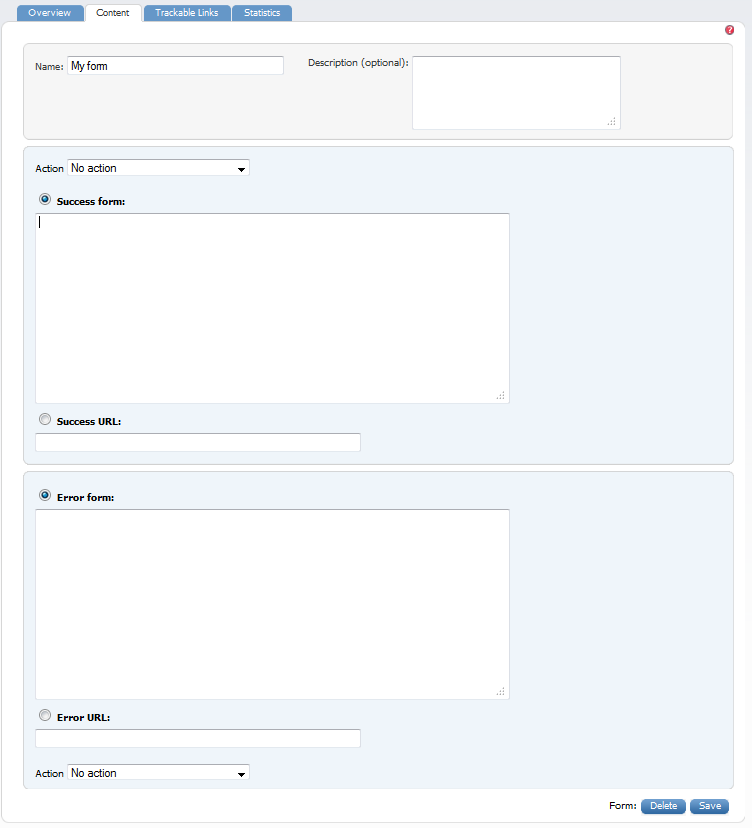 Overview Content Trackable Links Statistics
?
Name: My form Description (optional):
Action No action
Success form:
Success URL:
Error form:
Error URL:
Action No action
Form: Delete Save